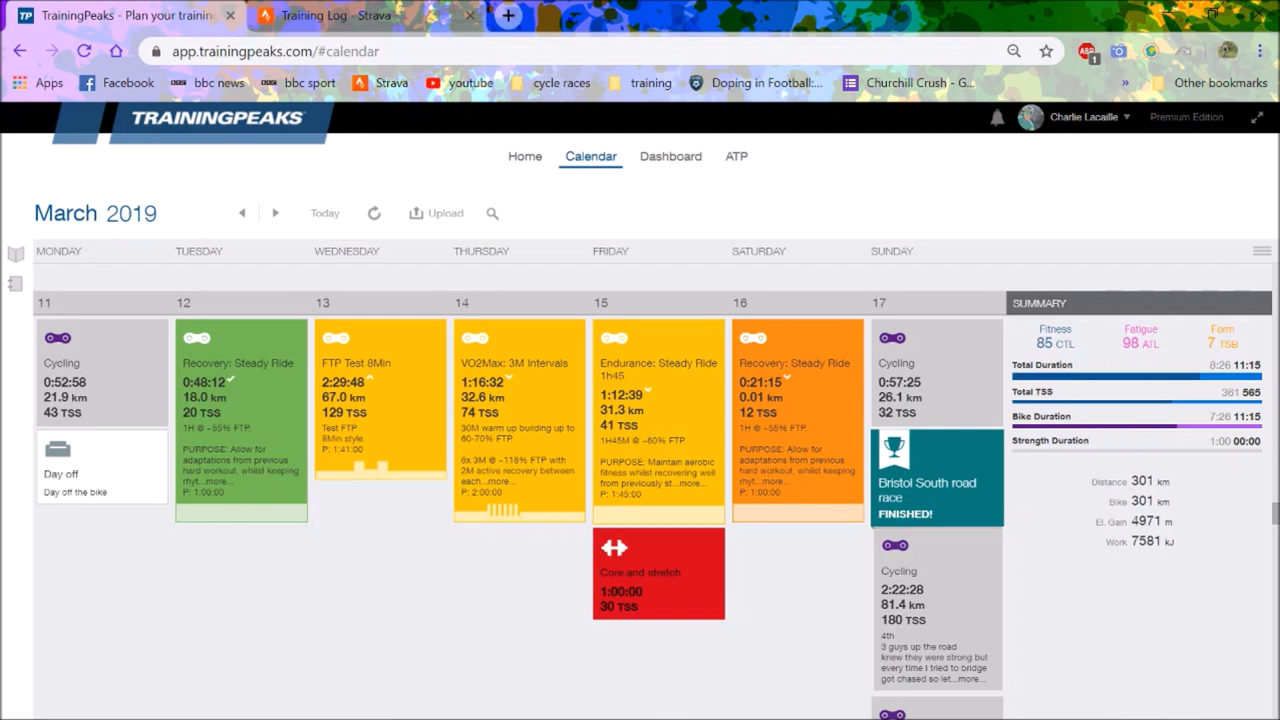 TrainingPeaks - Plan your training
Training Log - Strava
app.trainingpeaks.com/#calendar
Apps
Facebook
bbc news
bbc sport
Strava
youtube
cycle races
training
Doping in Football:...
Churchill Crush - G...
»
Other bookmarks
TRAININGPEAKS
Charlie Lacaille
Premium Edition
Home
Calendar
Dashboard
ATP
March 2019
Today
Upload
MONDAY
TUESDAY
WEDNESDAY
THURSDAY
FRIDAY
SATURDAY
SUNDAY
11
Cycling
0:52:58
21.9 km
43 TSS
Day off
Day off the bike
12
Recovery: Steady Ride
0:48:12
18.0 km
20 TSS
1H @ ~55% FTP.
PURPOSE: Allow for
adaptations from previous
hard workout, whilst keeping
rhyt...more...
P: 1:00:00
13
FTP Test 8Min
2:29:48
67.0 km
129 TSS
Test FTP
8Min style
P: 1:41:00
14
VO2Max: 3M Intervals
1:16:32
32.6 km
74 TSS
30M warm up building up to
60-70% FTP.
6x 3M @ ~118% FTP with
2M active recovery between
each...more...
P: 2:00:00
15
Endurance: Steady Ride
1h45
1:12:39
31.3 km
41 TSS
1H45M @ ~60% FTP.
PURPOSE: Maintain aerobic
fitness whilst recovering well
from previous st...more...
P: 1:45:00
Core and stretch
1:00:00
30 TSS
16
Recovery: Steady Ride
0:21:15
0.01 km
12 TSS
1H @ ~55% FTP.
PURPOSE: Allow for
adaptations from previous
hard workout, whilst keeping
rhyt...more...
P: 1:00:00
17
Cycling
0:57:25
26.1 km
32 TSS
Bristol South road
race
FINISHED!
Cycling
2:22:28
81.4 km
180 TSS
4th
3 guys up the road
knew they were strong but
every time I tried to bridge
got chased so let...more...
SUMMARY
Fitness
85 CTL
Fatigue
98 ATL
Form
7 TSB
Total Duration 8:26 11:15
Total TSS 361 565
Bike Duration 7:26 11:15
Strength Duration 1:00 00:00
Distance 301 km
Bike 301 km
El. Gain 4971 m
Work 7581 kJ